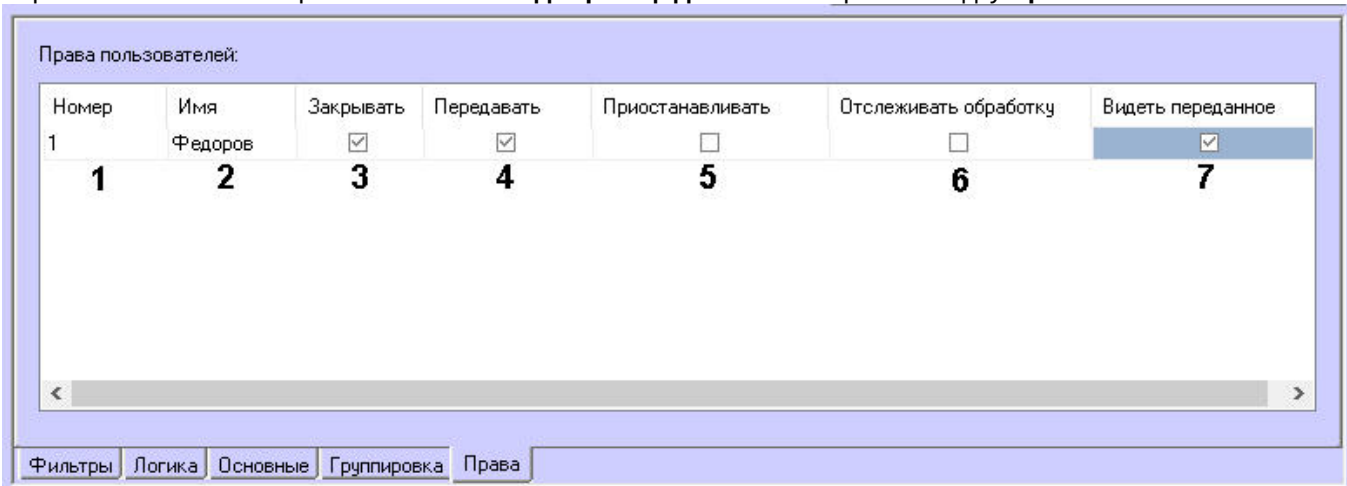 Права пользователей:
Номер Имя Закрывать Передавать Приостанавливать Отслеживать обработку Видеть переданное
1 Федоров
1 2 3 4 5 6 7
Фильтры Логика Основные Группировка Права